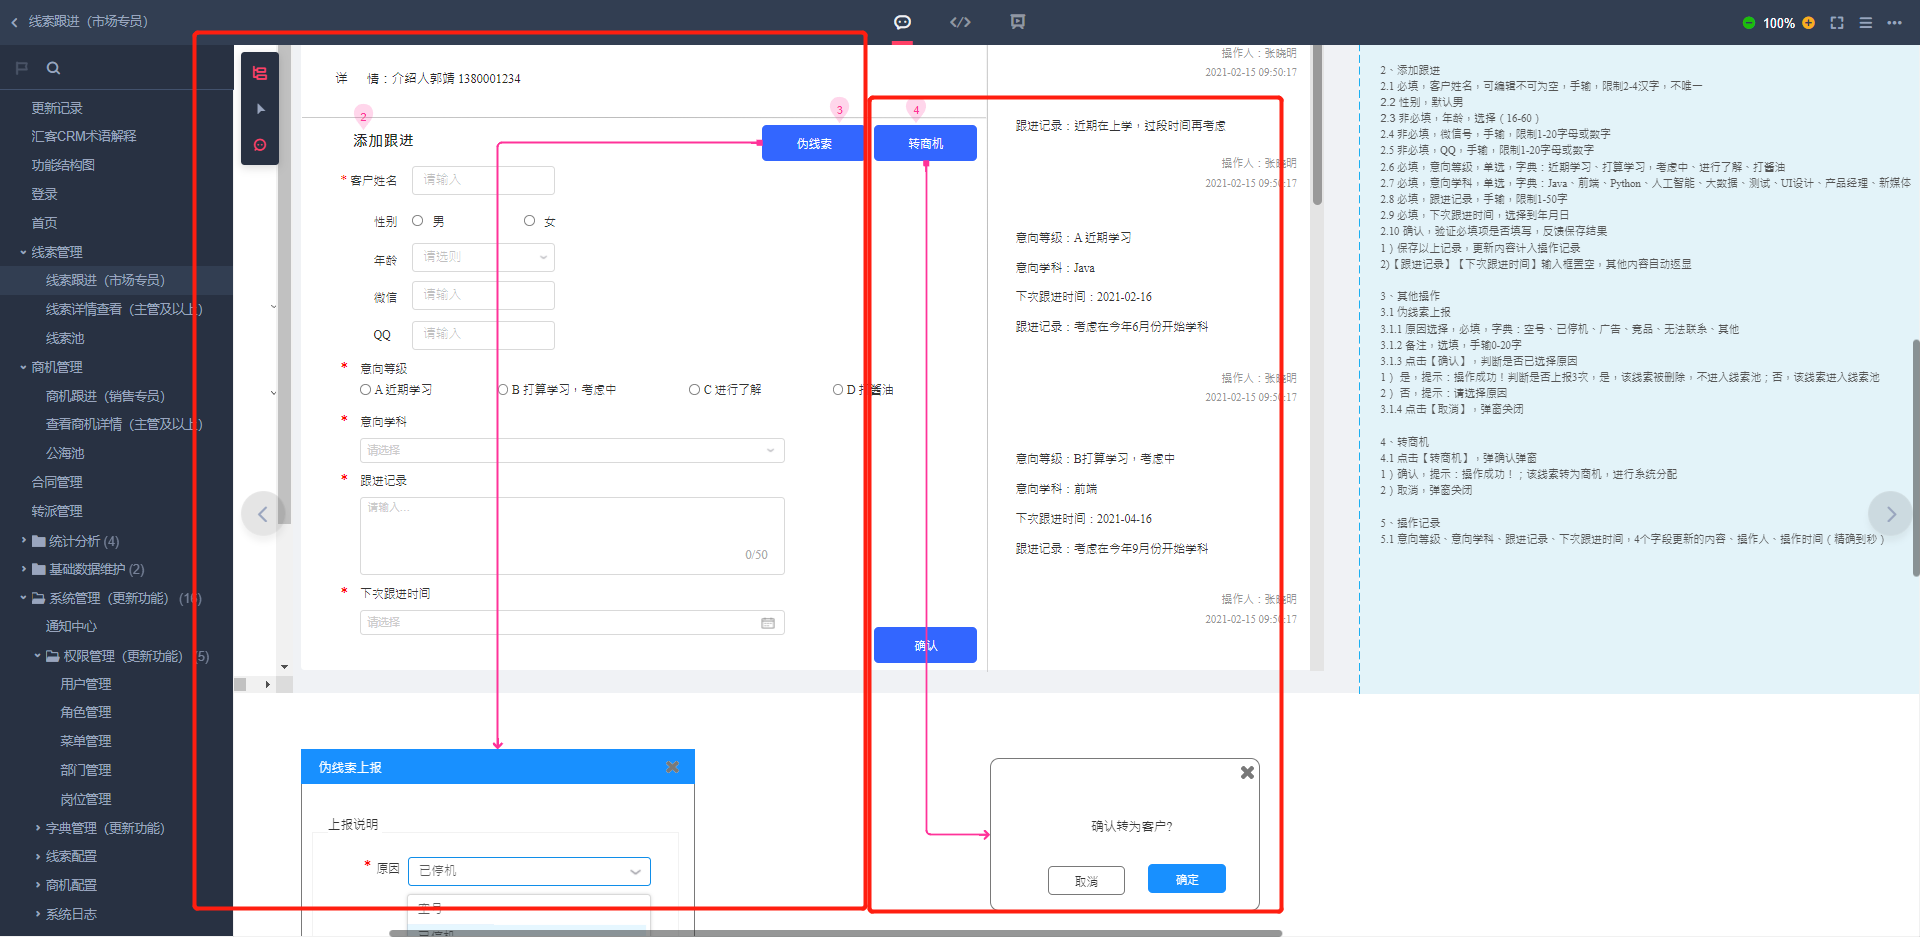 线索跟进（市场专员）
100%
更新记录
汇客CRM术语解释
功能结构图
登录
首页
线索管理
线索跟进（市场专员）
线索详情查看（主管及以上）
线索池
商机管理
商机跟进（销售专员）
查看商机详情（主管及以上）
公海池
合同管理
转派管理
统计分析 (4)
基础数据维护 (2)
系统管理（更新功能）
通知中心
权限管理（更新功能） (5)
用户管理
角色管理
菜单管理
部门管理
岗位管理
字典管理（更新功能）
线索配置
商机配置
系统日志
详 情：介绍人郭靖 1380001234
2
3
4
添加跟进
伪线索
转商机
* 客户姓名 请输入
性别 男 女
年龄 请选则
微信 请输入
QQ 请输入
* 意向等级
A 近期学习 B 打算学习，考虑中 C 进行了解 D 打酱油
* 意向学科
请选择
* 跟进记录
请输入...
0/50
* 下次跟进时间
请选择
确认
操作人：张晓明
2021-02-15 09:50:17
跟进记录：近期在上学，过段时间再考虑
操作人：张晓明
2021-02-15 09:50:17
意向等级：A 近期学习
意向学科：Java
下次跟进时间：2021-02-16
跟进记录：考虑在今年6月份开始学科
操作人：张晓明
2021-02-15 09:50:17
意向等级：B打算学习，考虑中
意向学科：前端
下次跟进时间：2021-04-16
跟进记录：考虑在今年9月份开始学科
操作人：张晓明
2021-02-15 09:50:17
伪线索上报
上报说明
* 原因 已停机
空号
已停机
确认转为客户?
取消
确定
2、添加跟进
2.1 必填，客户姓名，可编辑不可为空，手输，限制2-4汉字，不唯一
2.2 性别，默认男
2.3 非必填，年龄，选择（16-60）
2.4 非必填，微信号，手输，限制1-20字母或数字
2.5 非必填，QQ，手输，限制1-20字母或数字
2.6 必填，意向等级，单选，字典：近期学习、打算学习，考虑中、进行了解、打酱油
2.7 必填，意向学科，单选，字典：Java、前端、Python、人工智能、大数据、测试、UI设计、产品经理、新媒体
2.8 必填，跟进记录，手输，限制1-50字
2.9 必填，下次跟进时间，选择到年月日
2.10 确认，验证必填项是否填写，反馈保存结果
1）保存以上记录，更新内容计入操作记录
2)【跟进记录】【下次跟进时间】输入框置空，其他内容自动返显
3、其他操作
3.1 伪线索上报
3.1.1 原因选择，必填，字典：空号、已停机、广告、竞品、无法联系、其他
3.1.2 备注，选填，手输0-20字
3.1.3 点击【确认】，判断是否已选择原因
1）是，提示：操作成功！判断是否上报3次，是，该线索被删除，不进入线索池；否，该线索进入线索池
2）否，提示：请选择原因
3.1.4 点击【取消】，弹窗关闭
4、转商机
4.1 点击【转商机】，弹确认弹窗
1）确认，提示：操作成功！；该线索转为商机，进行系统分配
2）取消，弹窗关闭
5、操作记录
5.1 意向等级、意向学科、跟进记录、下次跟进时间，4个字段更新的内容、操作人、操作时间（精确到秒）